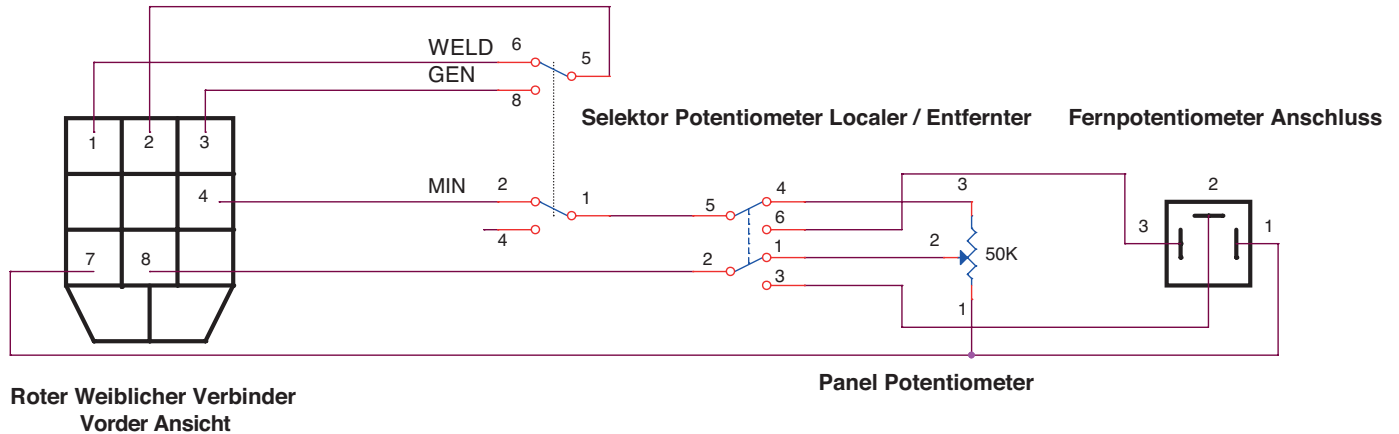 WELD 6 5
GEN
8
Selektor Potentiometer Localer / Entfernter
Fernpotentiometer Anschluss
1 2 3
MIN 2 1
4
4
5 4
6
3
2
3 1
7 8
2 1
3
2
50K
1
Panel Potentiometer
Roter Weiblicher Verbinder
Vorder Ansicht